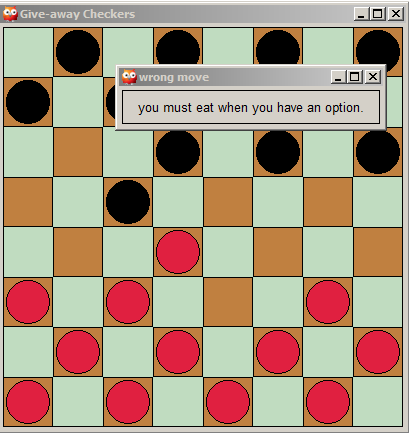 Give-away Checkers
wrong move
you must eat when you have an option.